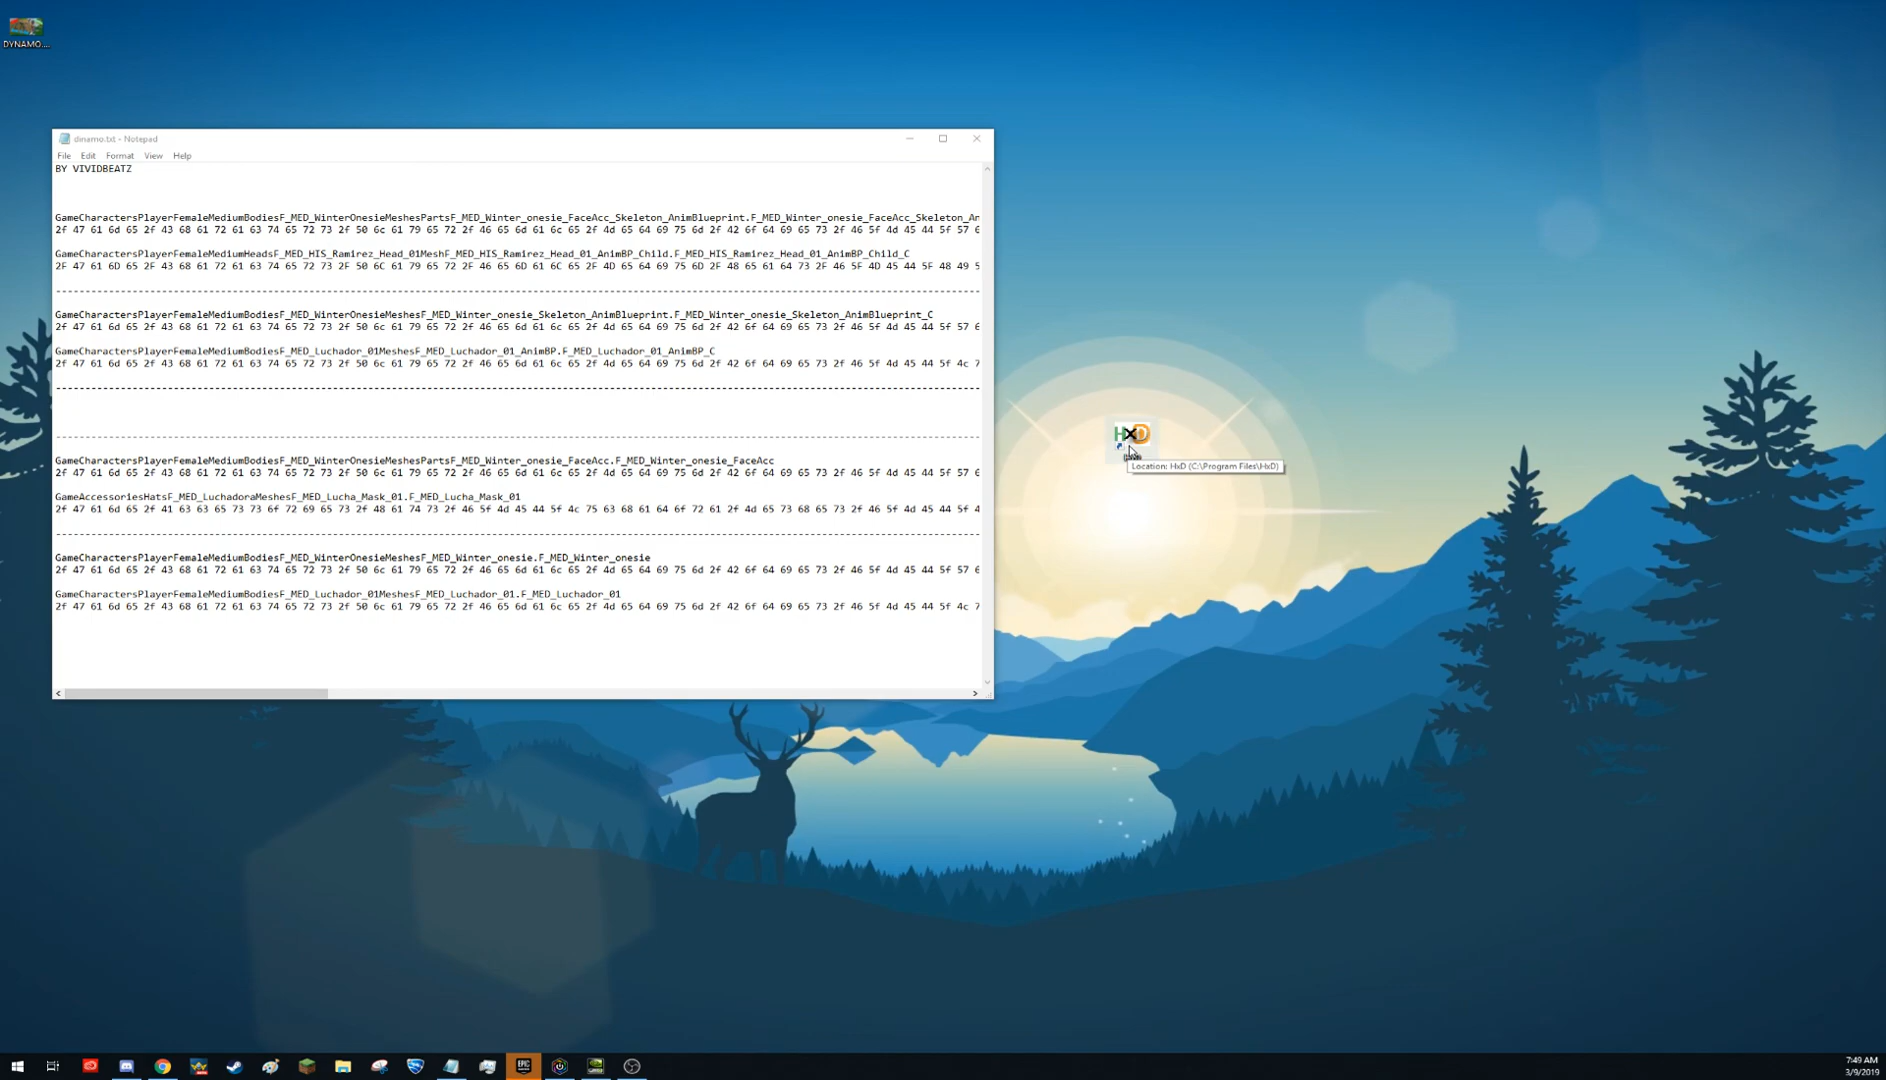 DYNAMO....
dinamo.txt - Notepad
File Edit Format View Help
BY VIVIDBEATZ
GameCharactersPlayerFemaleMediumBodiesF_MED_WinterOnesieMeshesPartsF_MED_Winter_onesie_FaceAcc_Skeleton_AnimBlueprint.F_MED_Winter_onesie_FaceAcc_Skeleton_An
2f 47 61 6d 65 2f 43 68 61 72 61 63 74 65 72 73 2f 50 6c 61 79 65 72 2f 46 65 6d 61 6c 65 2f 4d 65 64 69 75 6d 2f 42 6f 64 69 65 73 2f 46 5f 4d 45 44 5f 57 6
GameCharactersPlayerFemaleMediumHeadsF_MED_HIS_Ramirez_Head_01MeshF_MED_HIS_Ramirez_Head_01_AnimBP_Child.F_MED_HIS_Ramirez_Head_01_AnimBP_Child_C
2F 47 61 6D 65 2F 43 68 61 72 61 63 74 65 72 73 2F 50 6C 61 79 65 72 2F 46 65 6D 61 6C 65 2F 4D 65 64 69 75 6D 2F 48 65 61 64 73 2F 46 5F 4D 45 44 5F 48 49 5
GameCharactersPlayerFemaleMediumBodiesF_MED_WinterOnesieMeshesF_MED_Winter_onesie_Skeleton_AnimBlueprint.F_MED_Winter_onesie_Skeleton_AnimBlueprint_C
2f 47 61 6d 65 2f 43 68 61 72 61 63 74 65 72 73 2f 50 6c 61 79 65 72 2f 46 65 6d 61 6c 65 2f 4d 65 64 69 75 6d 2f 42 6f 64 69 65 73 2f 46 5f 4d 45 44 5f 57 6
GameCharactersPlayerFemaleMediumBodiesF_MED_Luchador_01MeshesF_MED_Luchador_01_AnimBP.F_MED_Luchador_01_AnimBP_C
2f 47 61 6d 65 2f 43 68 61 72 61 63 74 65 72 73 2f 50 6c 61 79 65 72 2f 46 65 6d 61 6c 65 2f 4d 65 64 69 75 6d 2f 42 6f 64 69 65 73 2f 46 5f 4d 45 44 5f 4c 7
GameCharactersPlayerFemaleMediumBodiesF_MED_WinterOnesieMeshesPartsF_MED_Winter_onesie_FaceAcc.F_MED_Winter_onesie_FaceAcc
2f 47 61 6d 65 2f 43 68 61 72 61 63 74 65 72 73 2f 50 6c 61 79 65 72 2f 46 65 6d 61 6c 65 2f 4d 65 64 69 75 6d 2f 42 6f 64 69 65 73 2f 46 5f 4d 45 44 5f 57 6
GameAccessoriesHatsF_MED_LuchadoraMeshesF_MED_Lucha_Mask_01.F_MED_Lucha_Mask_01
2f 47 61 6d 65 2f 41 63 63 65 73 73 6f 72 69 65 73 2f 48 61 74 73 2f 46 5f 4d 45 44 5f 4c 75 63 68 61 64 6f 72 61 2f 4d 65 73 68 65 73 2f 46 5f 4d 45 44 5f 4
GameCharactersPlayerFemaleMediumBodiesF_MED_WinterOnesieMeshesF_MED_Winter_onesie.F_MED_Winter_onesie
2f 47 61 6d 65 2f 43 68 61 72 61 63 74 65 72 73 2f 50 6c 61 79 65 72 2f 46 65 6d 61 6c 65 2f 4d 65 64 69 75 6d 2f 42 6f 64 69 65 73 2f 46 5f 4d 45 44 5f 57 6
GameCharactersPlayerFemaleMediumBodiesF_MED_Luchador_01MeshesF_MED_Luchador_01.F_MED_Luchador_01
2f 47 61 6d 65 2f 43 68 61 72 61 63 74 65 72 73 2f 50 6c 61 79 65 72 2f 46 65 6d 61 6c 65 2f 4d 65 64 69 75 6d 2f 42 6f 64 69 65 73 2f 46 5f 4d 45 44 5f 4c 7
HxD
Location: HxD (C:\Program Files\HxD)
EPIC
7:49 AM
3/9/2019